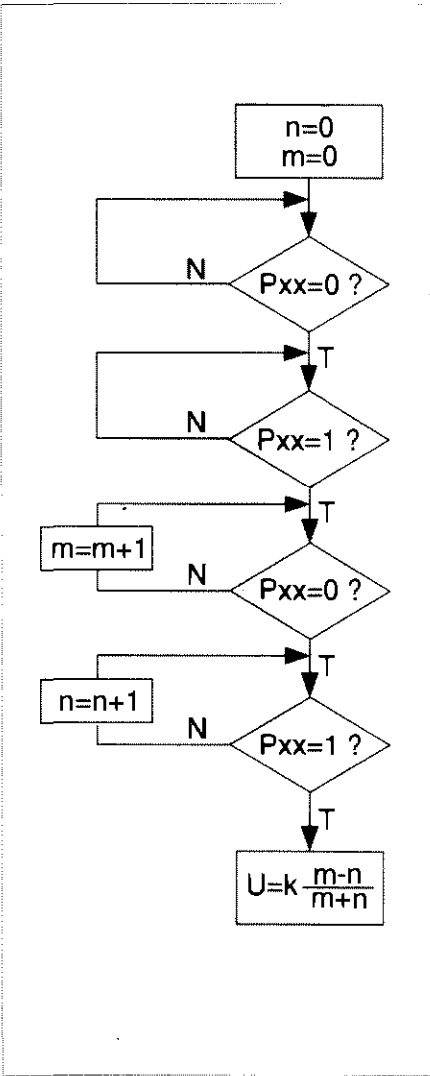 n=0
m=0
N
Pxx=0 ?
T
N
Pxx=1 ?
T
m=m+1
N
Pxx=0 ?
T
n=n+1
N
Pxx=1 ?
T
U=k m-n
m+n